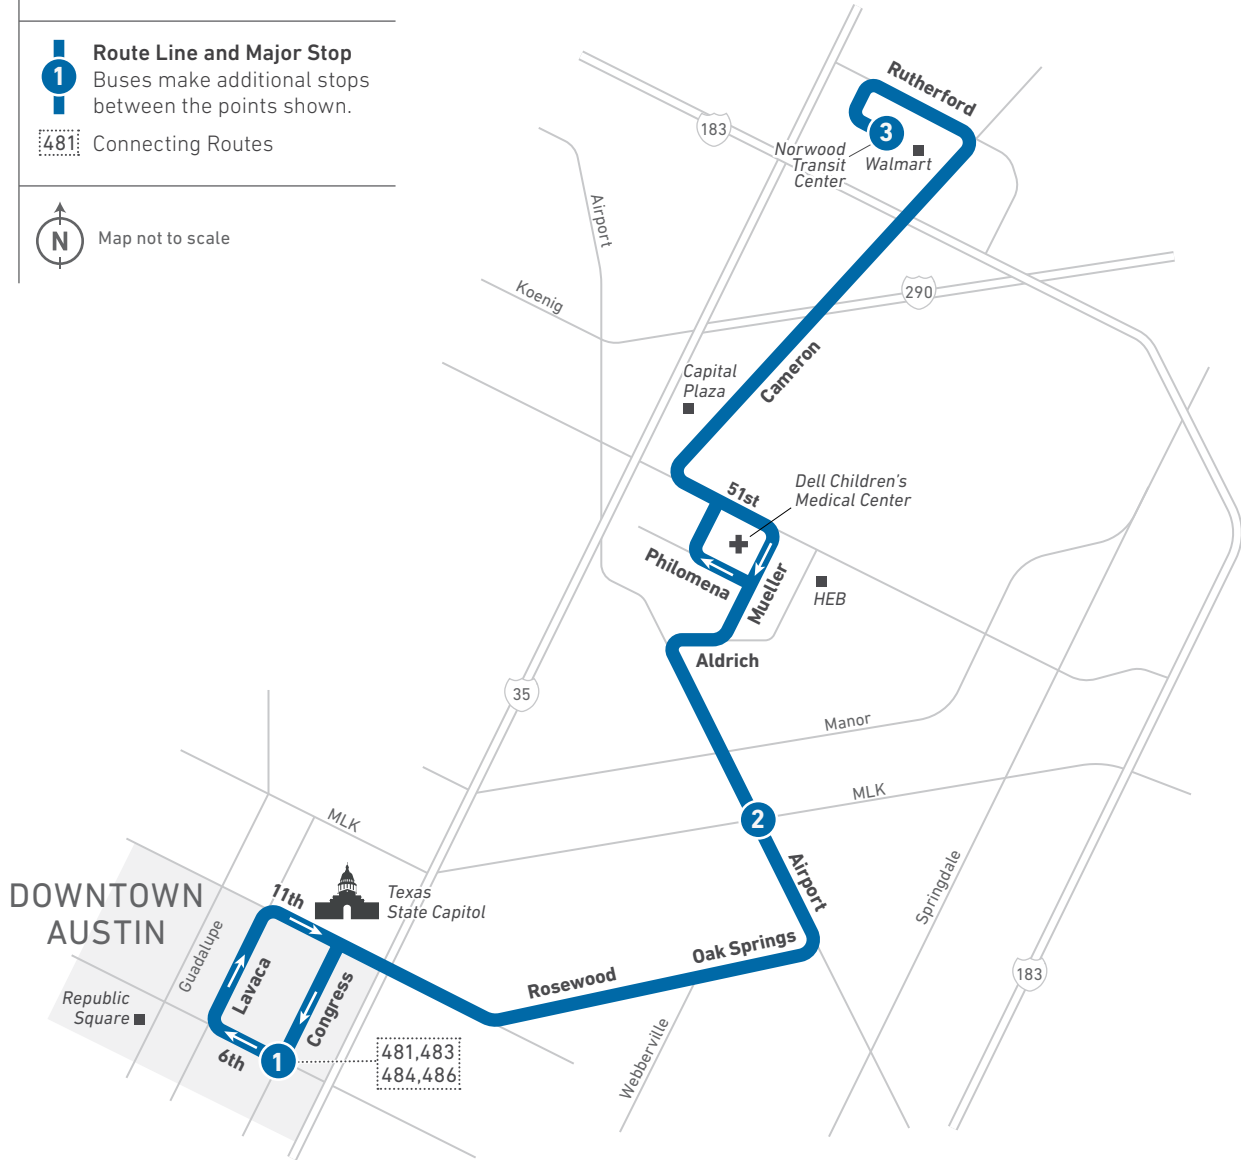 1
Route Line and Major Stop
Buses make additional stops
between the points shown.
481
Connecting Routes
N
Map not to scale
Rutherford
183
3
Norwood
Transit
Center
Walmart
Airport
Koenig
290
Cameron
Capital
Plaza
51st
Dell Children's
Medical Center
Philomena
Mueller
HEB
Aldrich
35
Manor
MLK
MLK
2
Airport
Springdale
DOWNTOWN
AUSTIN
11th
Texas
State Capitol
Guadalupe
Lavaca
Congress
Oak Springs
Rosewood
183
Republic
Square
6th
1
481,483
484,486
Webberville